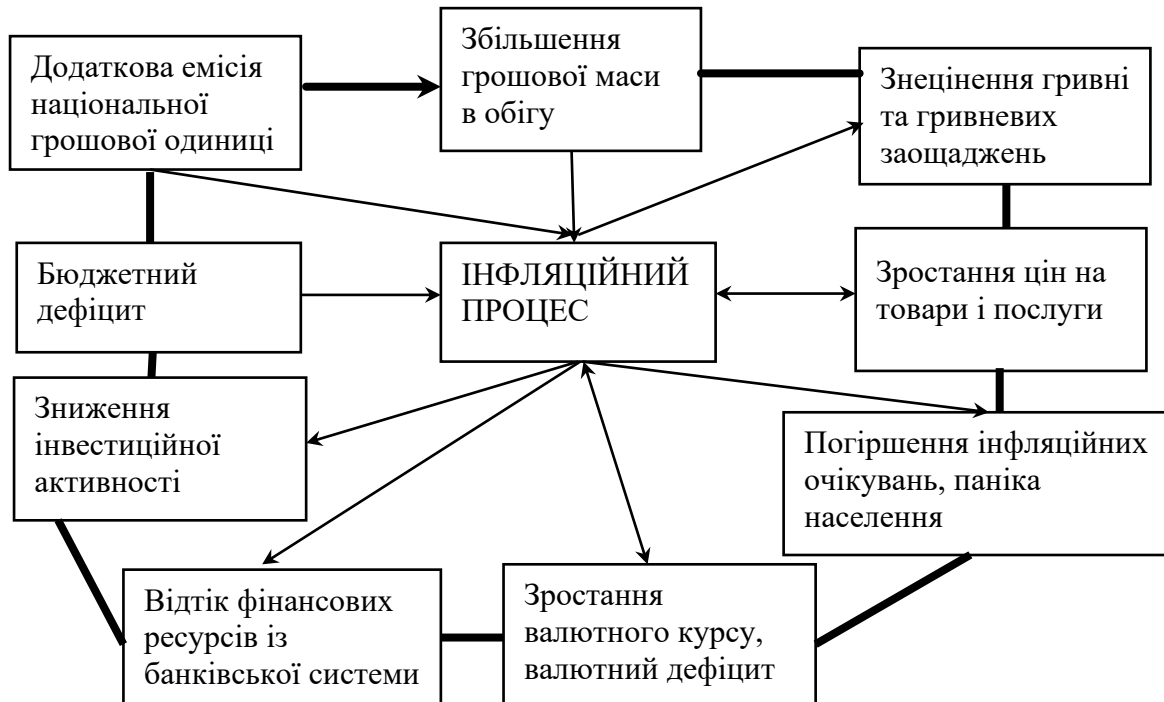 Додаткова емісія
національної
грошової одиниці
Збільшення
грошової маси
в обігу
Знецінення гривні
та гривневих
заощаджень
Бюджетний
дефіцит
ІНФЛЯЦІЙНИЙ
ПРОЦЕС
Зростання цін на
товари і послуги
Зниження
інвестиційної
активності
Погіршення інфляційних
очікувань, паніка
населення
Відтік фінансових
ресурсів із
банківської системи
Зростання
валютного курсу,
валютний дефіцит